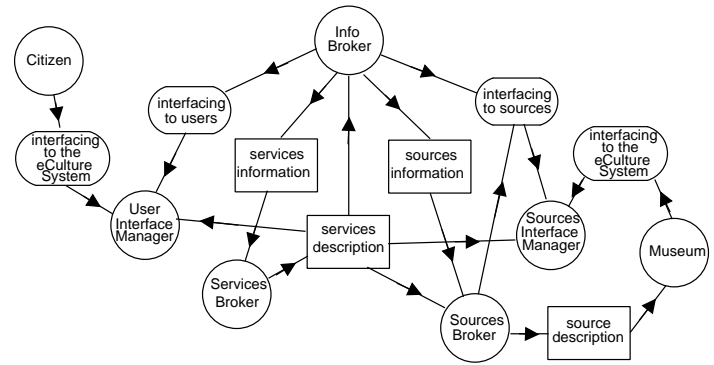 Info
Broker
Citizen
interfacing
to users
interfacing
to sources
interfacing
to the
eCulture
System
interfacing
to the
eCulture
System
services
information
sources
information
User
Interface
Manager
services
description
Sources
Interface
Manager
Museum
Services
Broker
Sources
Broker
source
description